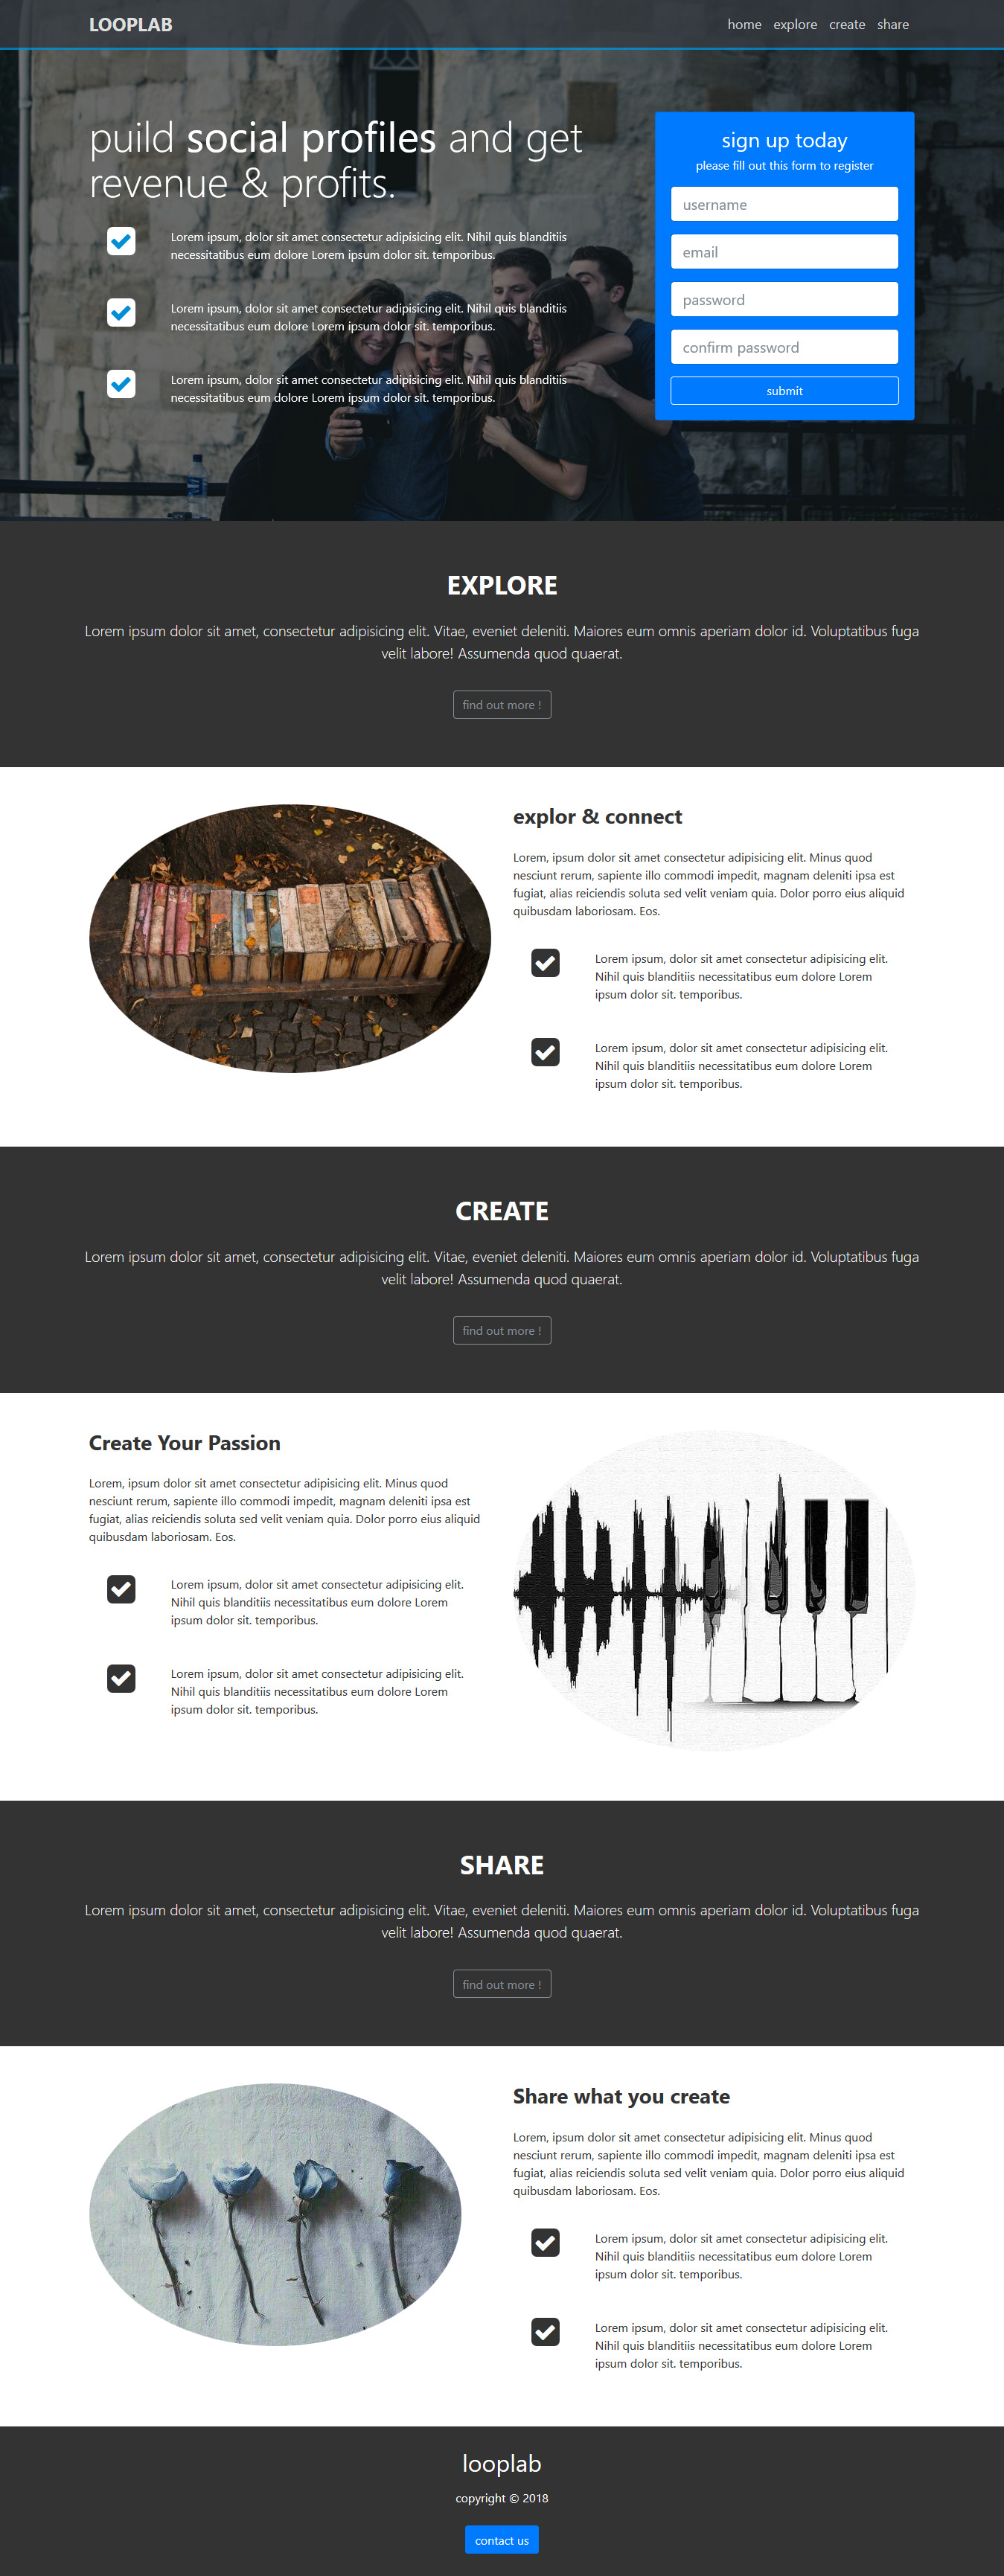 LOOPLAB
home explore create share
puild social profiles and get
revenue & profits.
Lorem ipsum, dolor sit amet consectetur adipisicing elit. Nihil quis blanditiis
necessitatibus eum dolore Lorem ipsum dolor sit. temporibus.
Lorem ipsum, dolor sit amet consectetur adipisicing elit. Nihil quis blanditiis
necessitatibus eum dolore Lorem ipsum dolor sit. temporibus.
Lorem ipsum, dolor sit amet consectetur adipisicing elit. Nihil quis blanditiis
necessitatibus eum dolore Lorem ipsum dolor sit. temporibus.
sign up today
please fill out this form to register
username
email
password
confirm password
submit
EXPLORE
Lorem ipsum dolor sit amet, consectetur adipisicing elit. Vitae, eveniet deleniti. Maiores eum omnis aperiam dolor id. Voluptatibus fuga
velit labore! Assumenda quod quaerat.
find out more !
explor & connect
Lorem, ipsum dolor sit amet consectetur adipisicing elit. Minus quod
nesciunt rerum, sapiente illo commodi impedit, magnam deleniti ipsa est
fugiat, alias reiciendis soluta sed velit veniam quia. Dolor porro eius aliquid
quibusdam laboriosam. Eos.
Lorem ipsum, dolor sit amet consectetur adipisicing elit.
Nihil quis blanditiis necessitatibus eum dolore Lorem
ipsum dolor sit. temporibus.
Lorem ipsum, dolor sit amet consectetur adipisicing elit.
Nihil quis blanditiis necessitatibus eum dolore Lorem
ipsum dolor sit. temporibus.
CREATE
Lorem ipsum dolor sit amet, consectetur adipisicing elit. Vitae, eveniet deleniti. Maiores eum omnis aperiam dolor id. Voluptatibus fuga
velit labore! Assumenda quod quaerat.
find out more !
Create Your Passion
Lorem, ipsum dolor sit amet consectetur adipisicing elit. Minus quod
nesciunt rerum, sapiente illo commodi impedit, magnam deleniti ipsa est
fugiat, alias reiciendis soluta sed velit veniam quia. Dolor porro eius aliquid
quibusdam laboriosam. Eos.
Lorem ipsum, dolor sit amet consectetur adipisicing elit.
Nihil quis blanditiis necessitatibus eum dolore Lorem
ipsum dolor sit. temporibus.
Lorem ipsum, dolor sit amet consectetur adipisicing elit.
Nihil quis blanditiis necessitatibus eum dolore Lorem
ipsum dolor sit. temporibus.
SHARE
Lorem ipsum dolor sit amet, consectetur adipisicing elit. Vitae, eveniet deleniti. Maiores eum omnis aperiam dolor id. Voluptatibus fuga
velit labore! Assumenda quod quaerat.
find out more !
Share what you create
Lorem, ipsum dolor sit amet consectetur adipisicing elit. Minus quod
nesciunt rerum, sapiente illo commodi impedit, magnam deleniti ipsa est
fugiat, alias reiciendis soluta sed velit veniam quia. Dolor porro eius aliquid
quibusdam laboriosam. Eos.
Lorem ipsum, dolor sit amet consectetur adipisicing elit.
Nihil quis blanditiis necessitatibus eum dolore Lorem
ipsum dolor sit. temporibus.
Lorem ipsum, dolor sit amet consectetur adipisicing elit.
Nihil quis blanditiis necessitatibus eum dolore Lorem
ipsum dolor sit. temporibus.
looplab
copyright © 2018
contact us